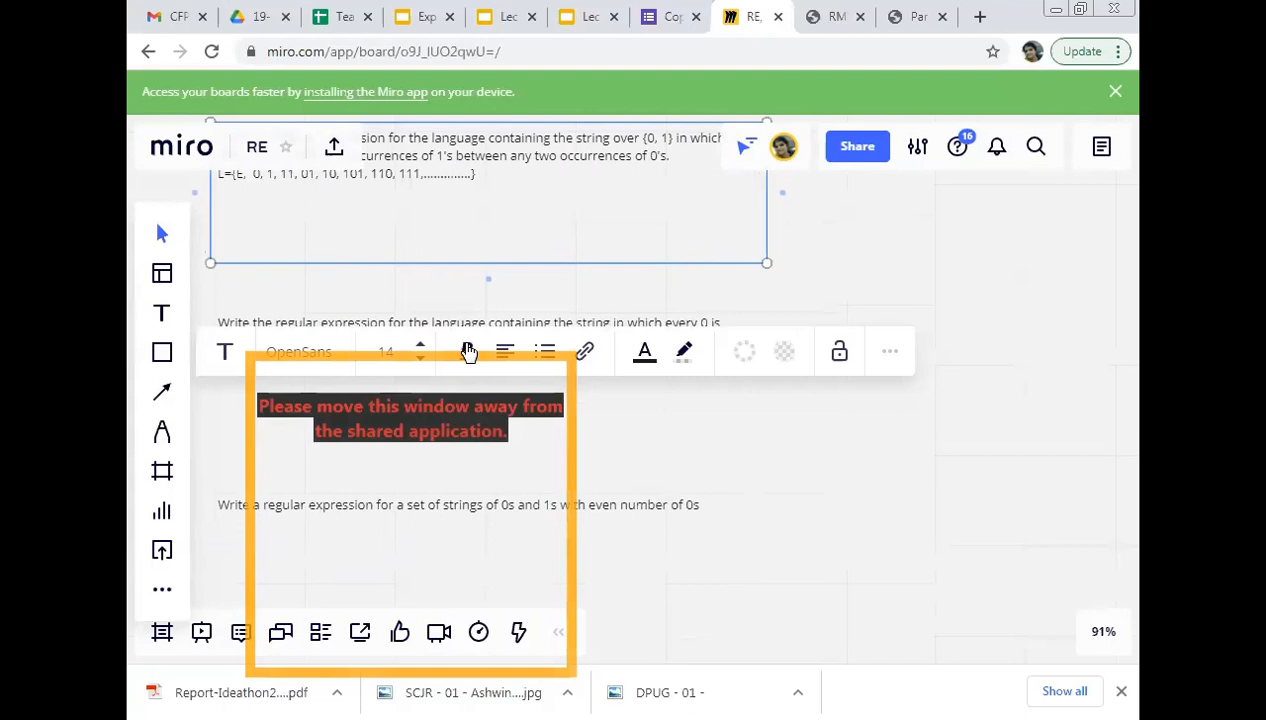 CFP
19-
Tea
Exp
Lec
Lec
Cop
RE,
RM
Par
miro.com/app/board/o9J_lUO2qwU=/
Update
Access your boards faster by installing the Miro app on your device.
miro
RE
sion for the language containing the string over {0, 1} in which
currences of 1's between any two occurrences of 0's.
L={E, 0, 1, 11, 01, 10, 101, 110, 111,..............}
16
Share
Write the regular expression for the language containing the string in which every 0 is
OpenSans
14
A
Please move this window away from
the shared application.
Write a regular expression for a set of strings of 0s and 1s with even number of 0s
91%
Report-Ideathon2....pdf
SCJR - 01 - Ashwin....jpg
DPUG - 01 -
Show all